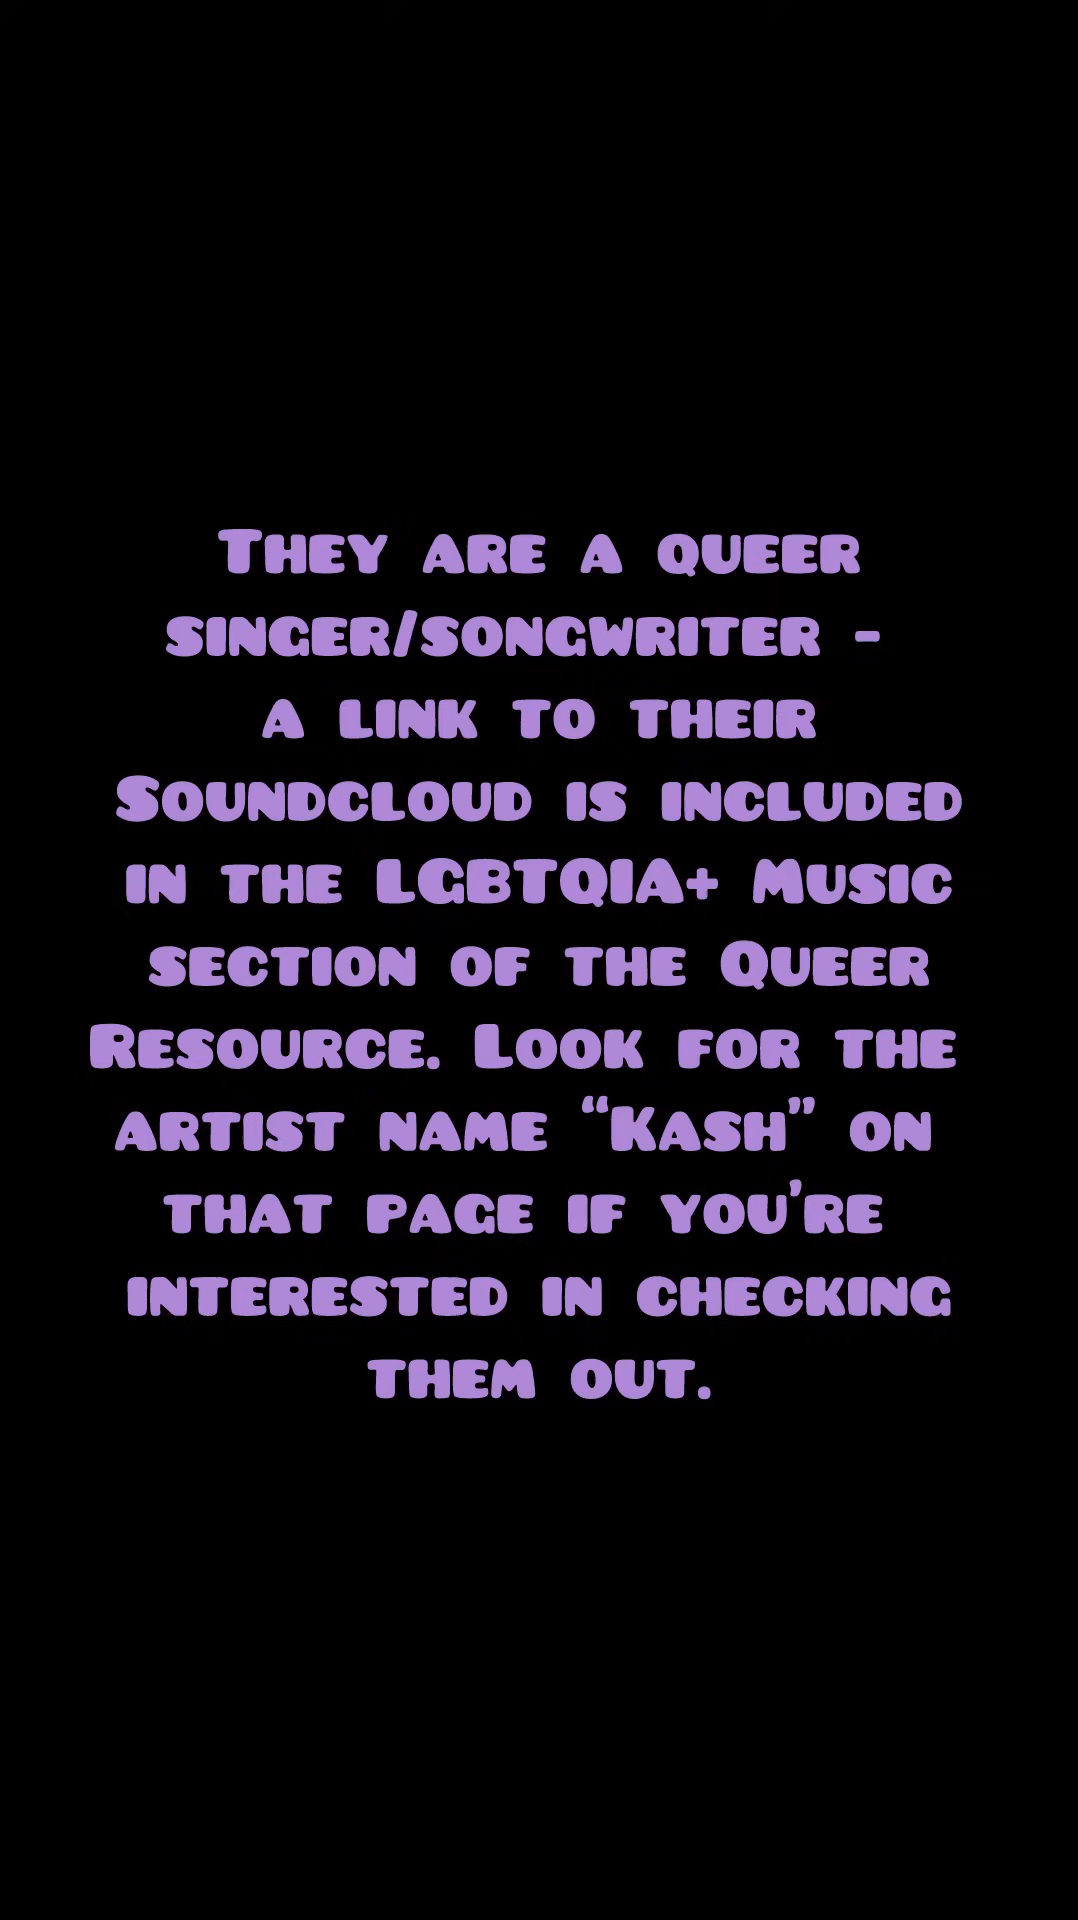 They are a queer
singer/songwriter -
a link to their
Soundcloud is included
in the LGBTQIA+ Music
section of the Queer
Resource. Look for the
artist name “Kash” on
that page if you’re
interested in checking
them out.